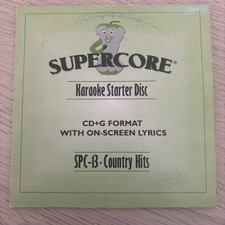 SUPERCORE
Karaoke Starter Disc
CD+G FORMAT
WITH ON-SCREEN LYRICS
SPC-13 - Country Hits